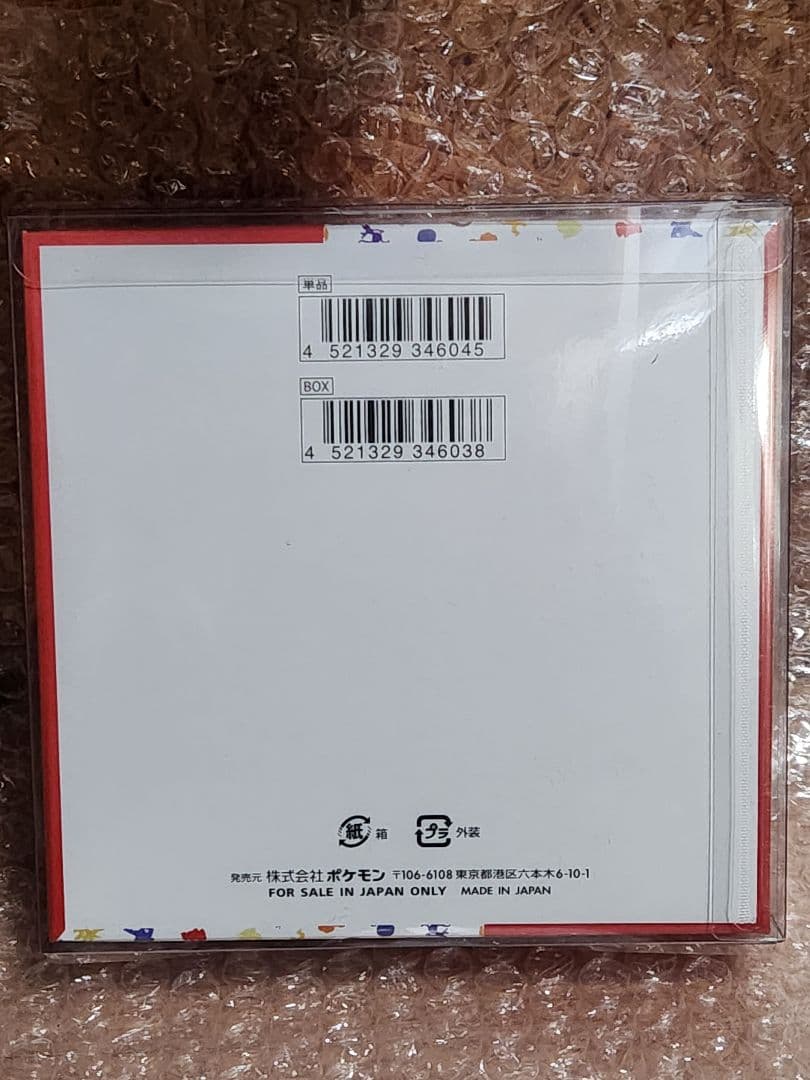 単品
4 521329 346045
BOX
4 521329 346038
紙 箱 プラ 外装
発売元 株式会社 ポケモン 〒106-6108 東京都港区六本木6-10-1
FOR SALE IN JAPAN ONLY MADE IN JAPAN